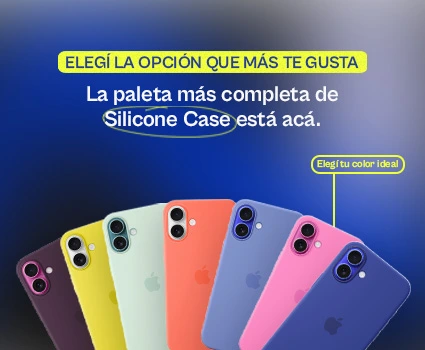 ELEGÍ LA OPCIÓN QUE MÁS TE GUSTA
La paleta más completa de
Silicone Case está acá.
Elegí tu color ideal